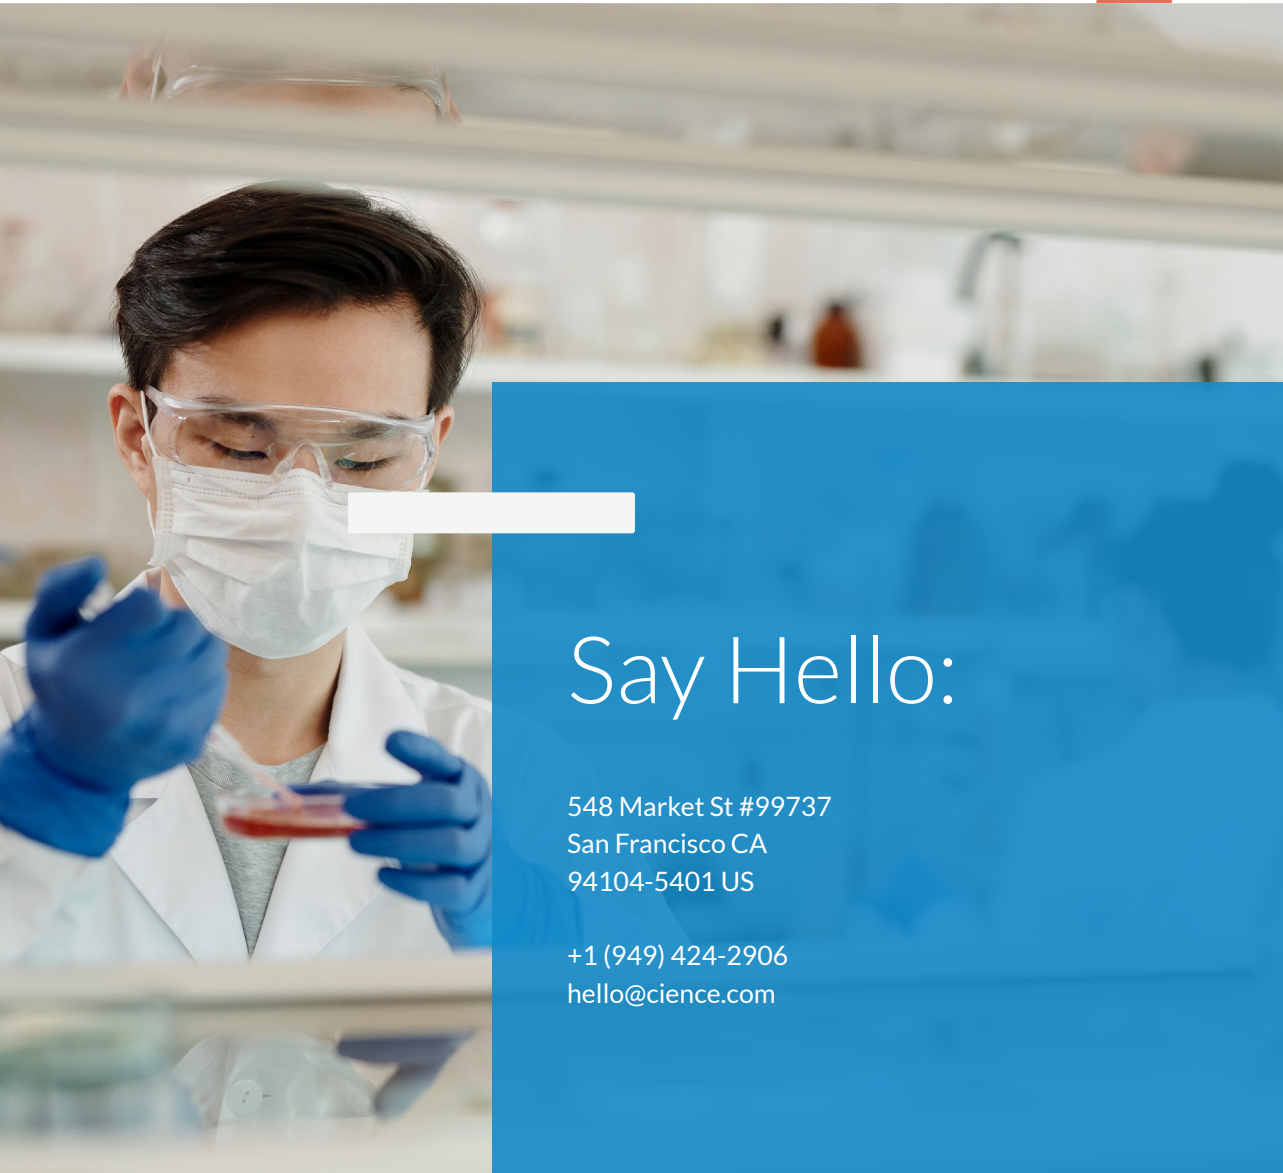 Say Hello:
548 Market St #99737
San Francisco CA
94104-5401 US
+1 (949) 424-2906
hello@cience.com